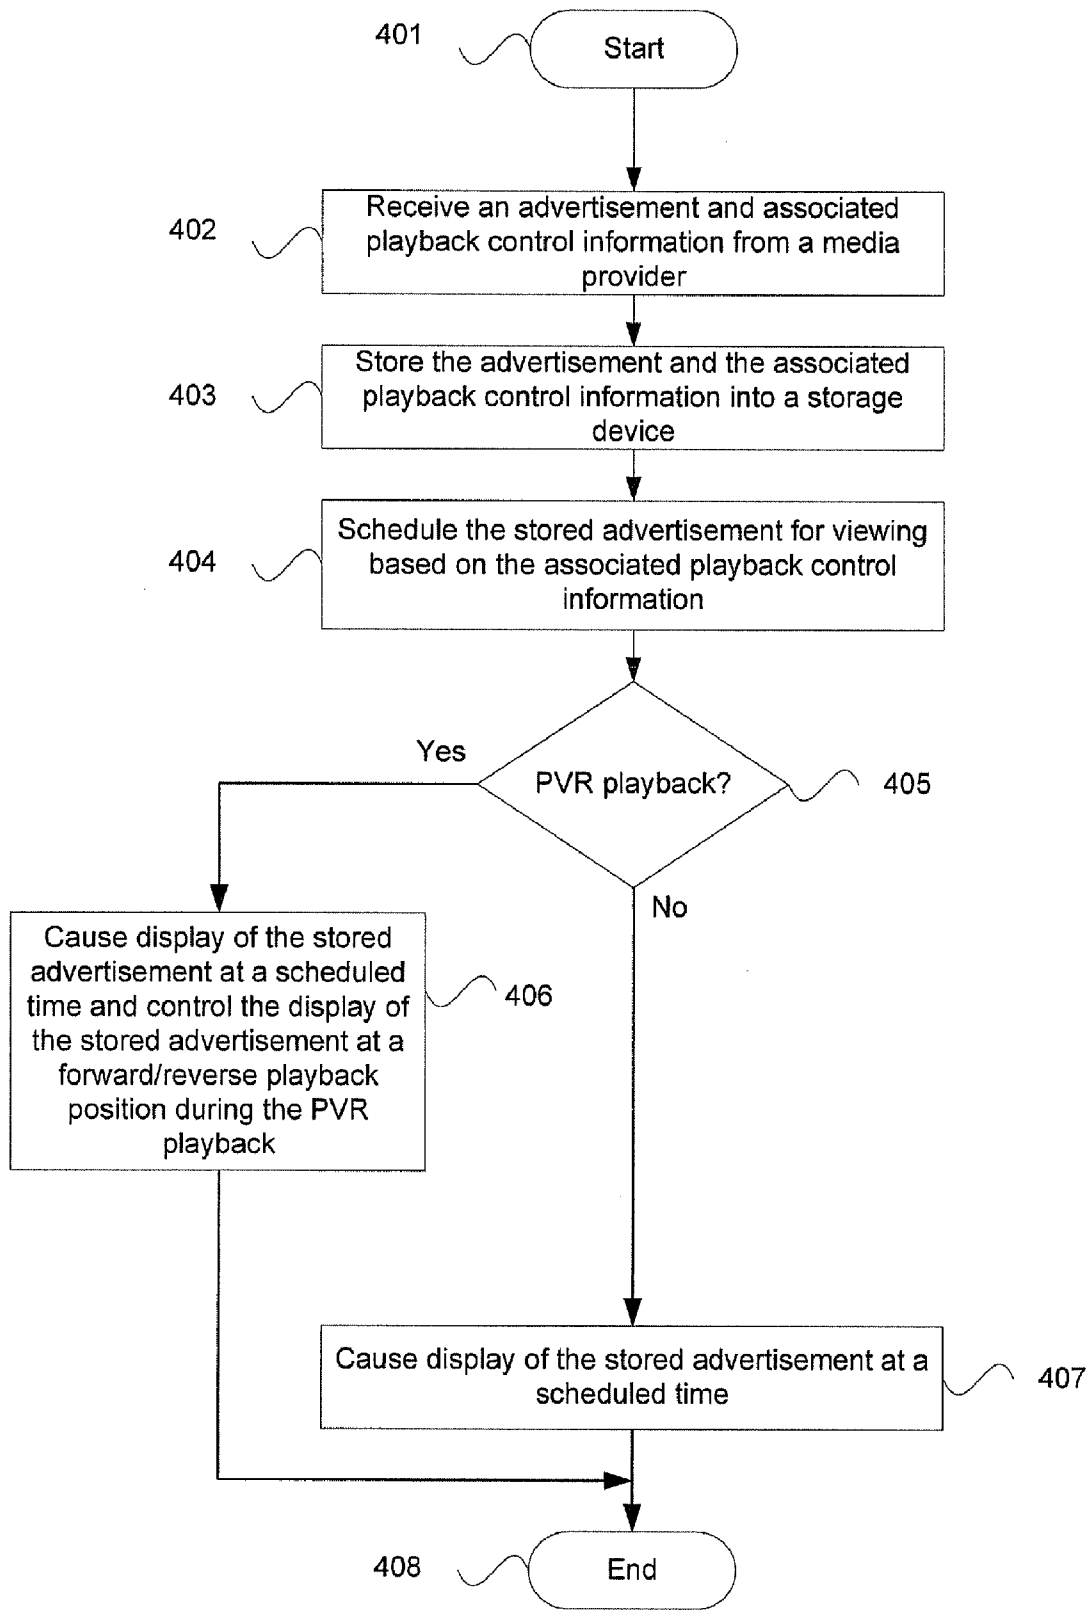 401
Start
402
Receive an advertisement and associated
playback control information from a media
provider
403
Store the advertisement and the associated
playback control information into a storage
device
404
Schedule the stored advertisement for viewing
based on the associated playback control
information
Yes
PVR playback?
405
No
Cause display of the stored
advertisement at a scheduled
time and control the display of
the stored advertisement at a
forward/reverse playback
position during the PVR
playback
406
Cause display of the stored advertisement at a
scheduled time
407
408
End